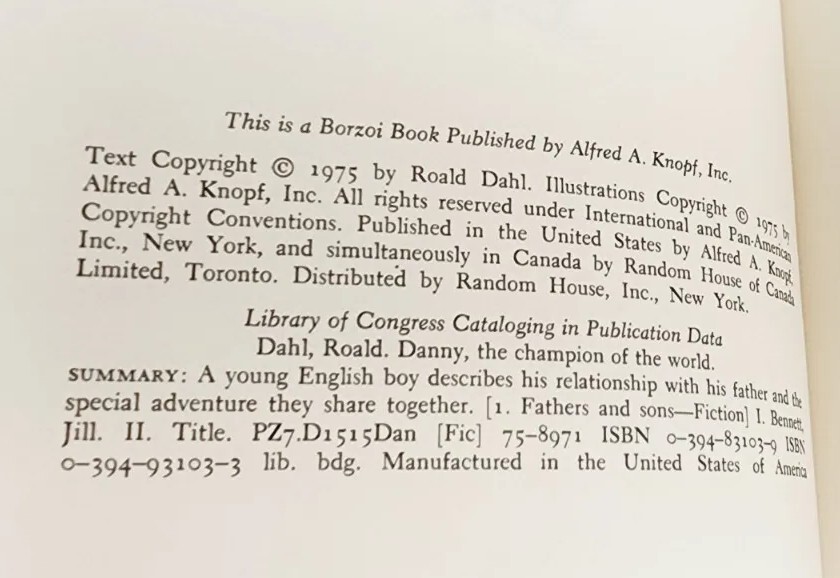 This is a Borzoi Book Published by Alfred A. Knopf, Inc.
Text Copyright © 1975 by Roald Dahl. Illustrations Copyright © 1975 by
Alfred A. Knopf, Inc. All rights reserved under International and Pan-American
Copyright Conventions. Published in the United States by Alfred A. Knopf,
Inc., New York, and simultaneously in Canada by Random House of Canada
Limited, Toronto. Distributed by Random House, Inc., New York.
Library of Congress Cataloging in Publication Data
Dahl, Roald. Danny, the champion of the world.
SUMMARY: A young English boy describes his relationship with his father and the
special adventure they share together. [1. Fathers and sons—Fiction] I. Bennett,
Jill. II. Title. PZ7.D1515Dan [Fic] 75-8971 ISBN 0-394-83103-9 ISBN
0-394-93103-3 lib. bdg. Manufactured in the United States of America